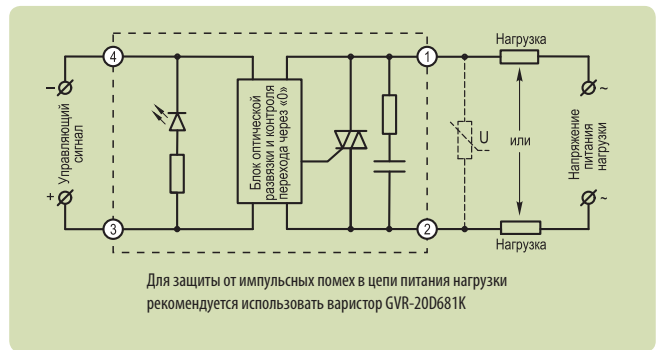 4
1
Нагрузка
–
Управляющий
сигнал
+
Блок оптической
развязки и контроля
перехода через «0»
U
или
~
Напряжение
питания
нагрузки
~
3
2
Нагрузка
Для защиты от импульсных помех в цепи питания нагрузки
рекомендуется использовать варистор GVR-20D681K